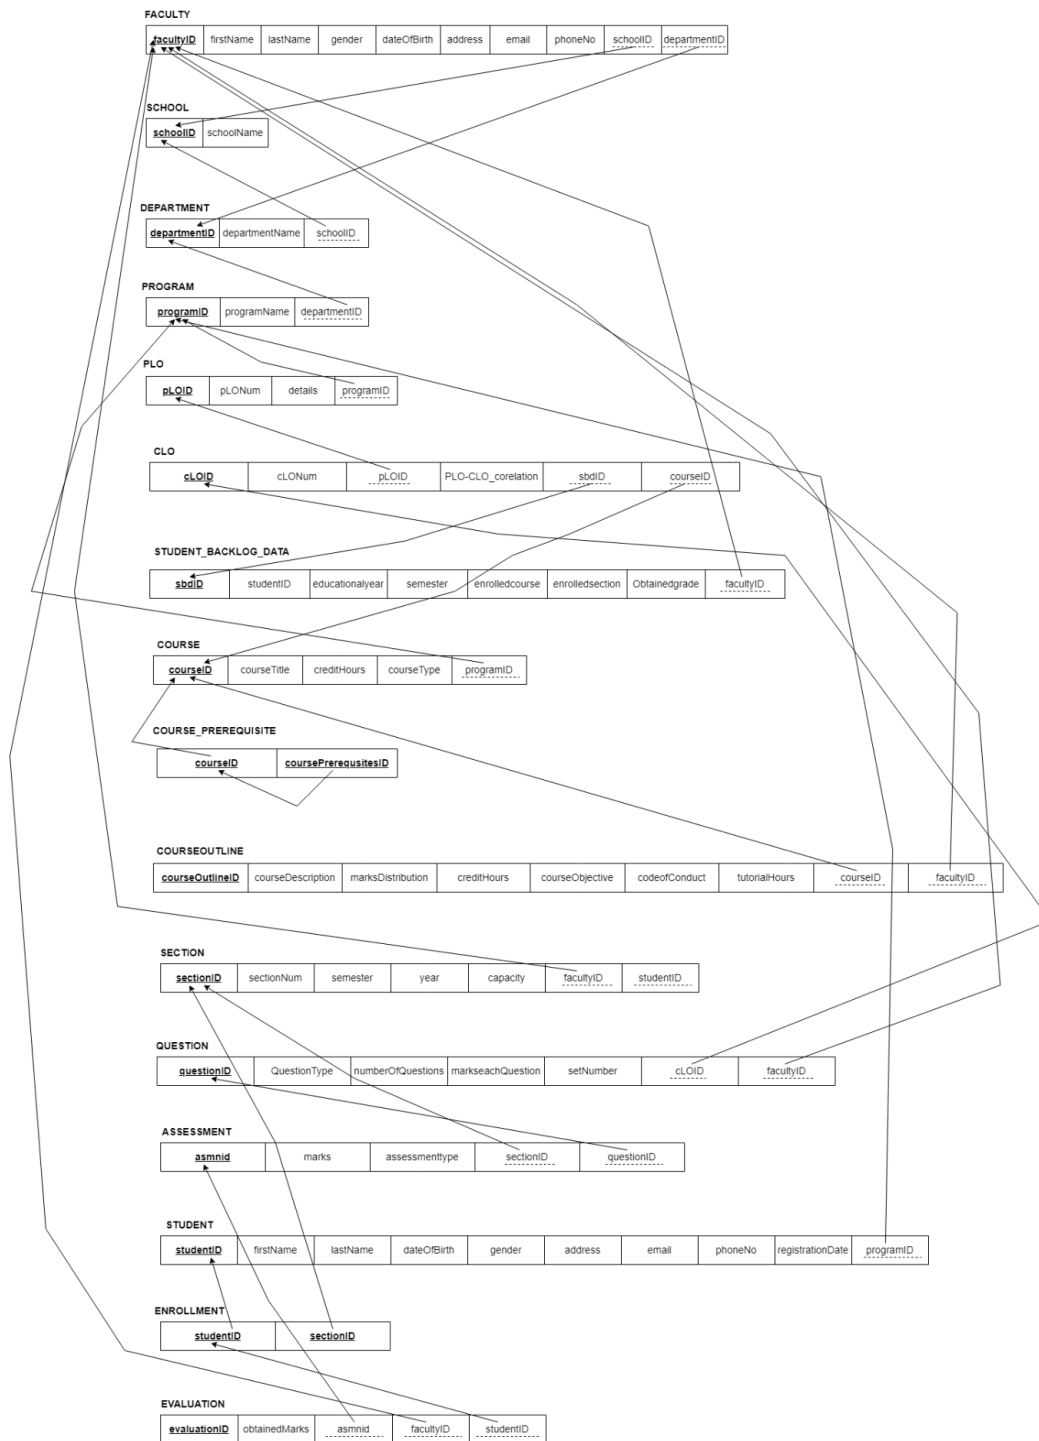 FACULTY
facultyID firstName lastName gender dateOfBirth address email phoneNo schoolID departmentID
SCHOOL
schoolID schoolName
DEPARTMENT
departmentID departmentName schoolID
PROGRAM
programID programName departmentID
PLO
pLOID pLONum details programID
CLO
cLOID cLONum pLOID PLO-CLO_corelation sbdID courseID
STUDENT_BACKLOG_DATA
sbdID studentID educationalyear semester enrolledcourse enrolledsection Obtainedgrade facultyID
COURSE
courseID courseTitle creditHours courseType programID
COURSE_PREREQUISITE
courseID coursePrerequsitesID
COURSEOUTLINE
courseOutlineID courseDescription marksDistribution creditHours courseObjective codeofConduct tutorialHours courseID facultyID
SECTION
sectionID sectionNum semester year capacity facultyID studentID
QUESTION
questionID QuestionType numberOfQuestions markseachQuestion setNumber cLOID facultyID
ASSESSMENT
asmnid marks assessmenttype sectionID questionID
STUDENT
studentID firstName lastName dateOfBirth gender address email phoneNo registrationDate programID
ENROLLMENT
studentID sectionID
EVALUATION
evaluationID obtainedMarks asmnid facultyID studentID